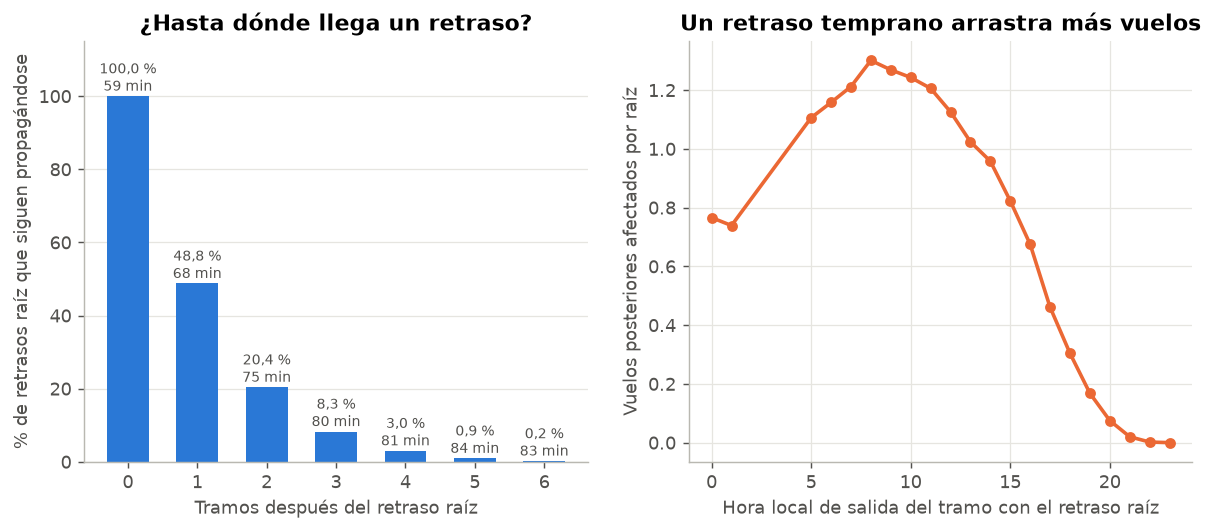 ¿Hasta dónde llega un retraso?
% de retrasos raíz que siguen propagándose
100
80
60
40
20
0
100,0 %
59 min
48,8 %
68 min
20,4 %
75 min
8,3 %
80 min
3,0 %
81 min
0,9 %
84 min
0,2 %
83 min
0 1 2 3 4 5 6
Tramos después del retraso raíz
Un retraso temprano arrastra más vuelos
Vuelos posteriores afectados por raíz
1.2
1.0
0.8
0.6
0.4
0.2
0.0
0 5 10 15 20
Hora local de salida del tramo con el retraso raíz